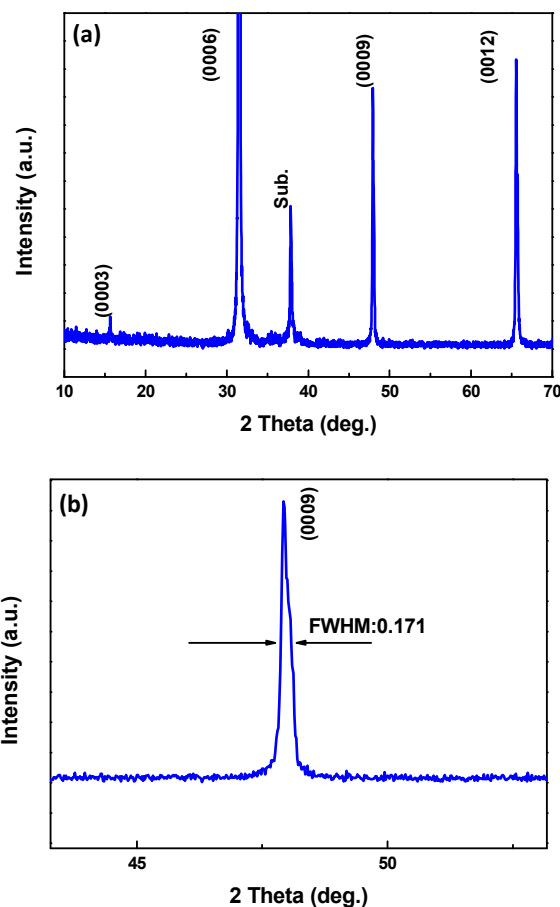 (a)
(0003)
(0006)
Sub.
(0009)
(0012)
Intensity (a.u.)
10 20 30 40 50 60 70
2 Theta (deg.)
(b)
(0009)
FWHM:0.171
Intensity (a.u.)
45 50
2 Theta (deg.)